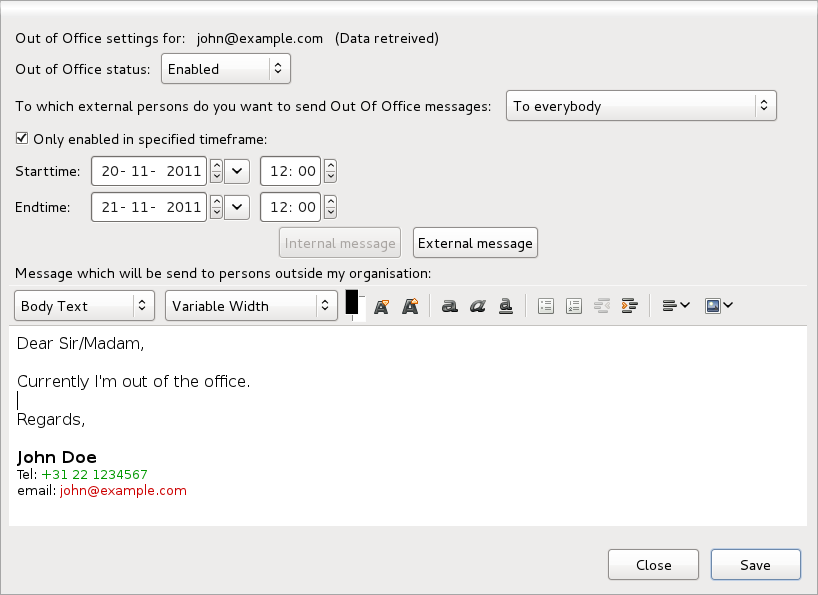 Out of Office settings for: john@example.com (Data retreived)
Out of Office status: Enabled
To which external persons do you want to send Out Of Office messages: To everybody
Only enabled in specified timeframe:
Starttime: 20- 11- 2011 12: 00
Endtime: 21- 11- 2011 12: 00
Internal message External message
Message which will be send to persons outside my organisation:
Body Text Variable Width
Dear Sir/Madam,
Currently I'm out of the office.
Regards,
John Doe
Tel: +31 22 1234567
email: john@example.com
Close Save